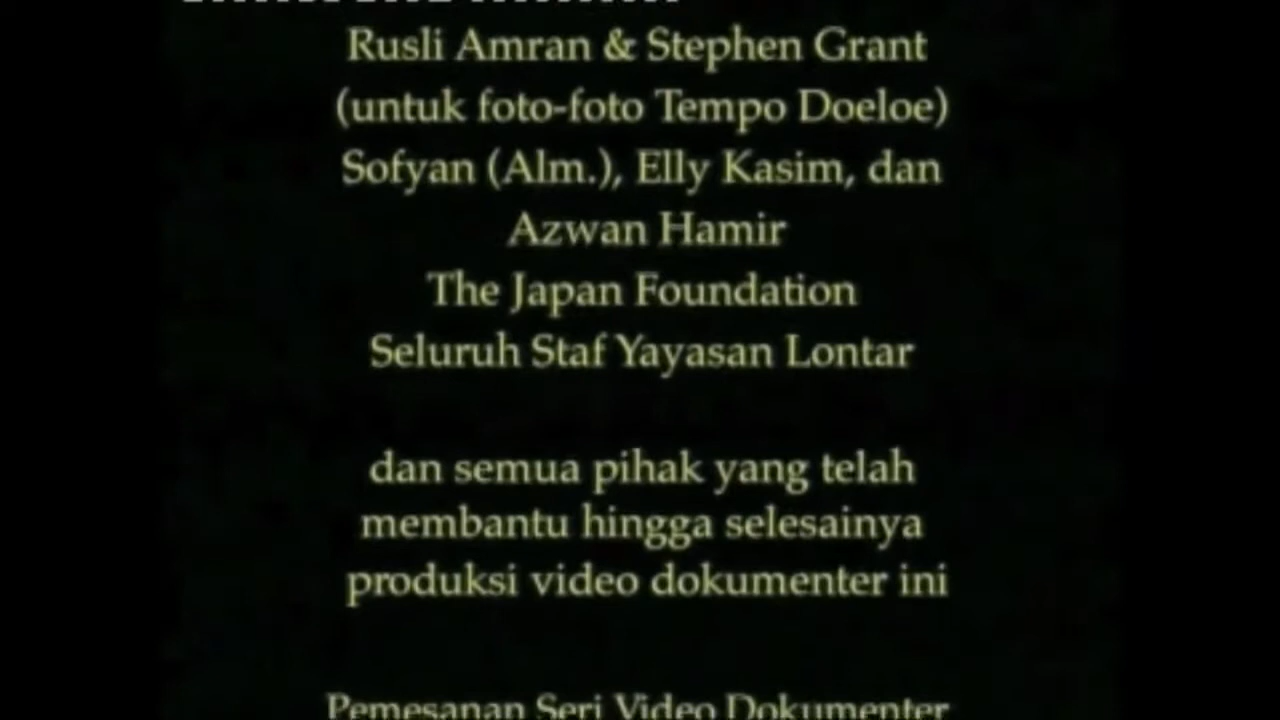 Rusli Amran & Stephen Grant
(untuk foto-foto Tempo Doeloe)
Sofyan (Alm.), Elly Kasim, dan
Azwan Hamir
The Japan Foundation
Seluruh Staf Yayasan Lontar
dan semua pihak yang telah
membantu hingga selesainya
produksi video dokumenter ini
Pemesanan Seri Video Dokumenter